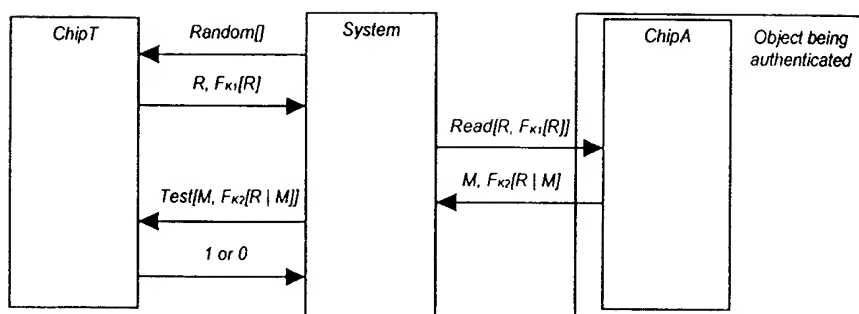 ChipT
System
ChipA
Object being
authenticated
Random[]
R, FK1[R]
Read[R, FK1[R]]
M, FK2[R | M]
Test[M, FK2[R | M]]
1 or 0